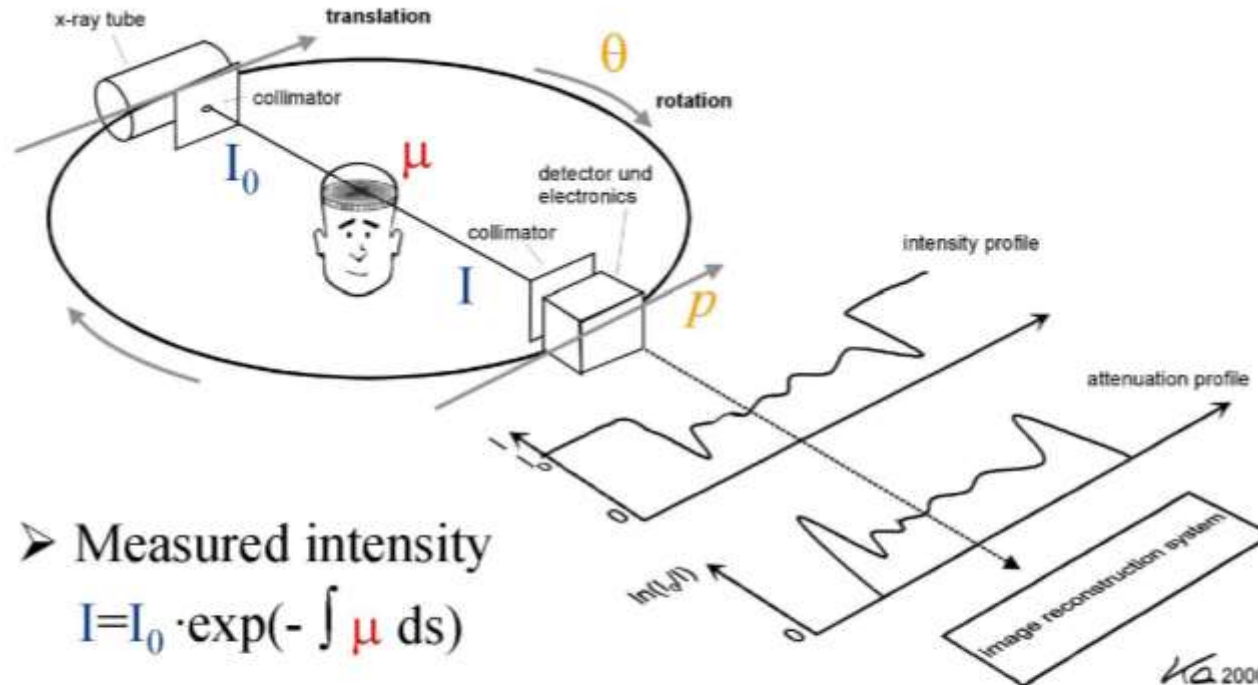 x-ray tube
translation
θ
collimator
rotation
μ
I₀
detector und
electronics
collimator
I
p
intensity profile
attenuation profile
I
I₀
0
ln(I₀/I)
0
image reconstruction system
➢ Measured intensity
I=I₀ ·exp(- ∫ μ ds)